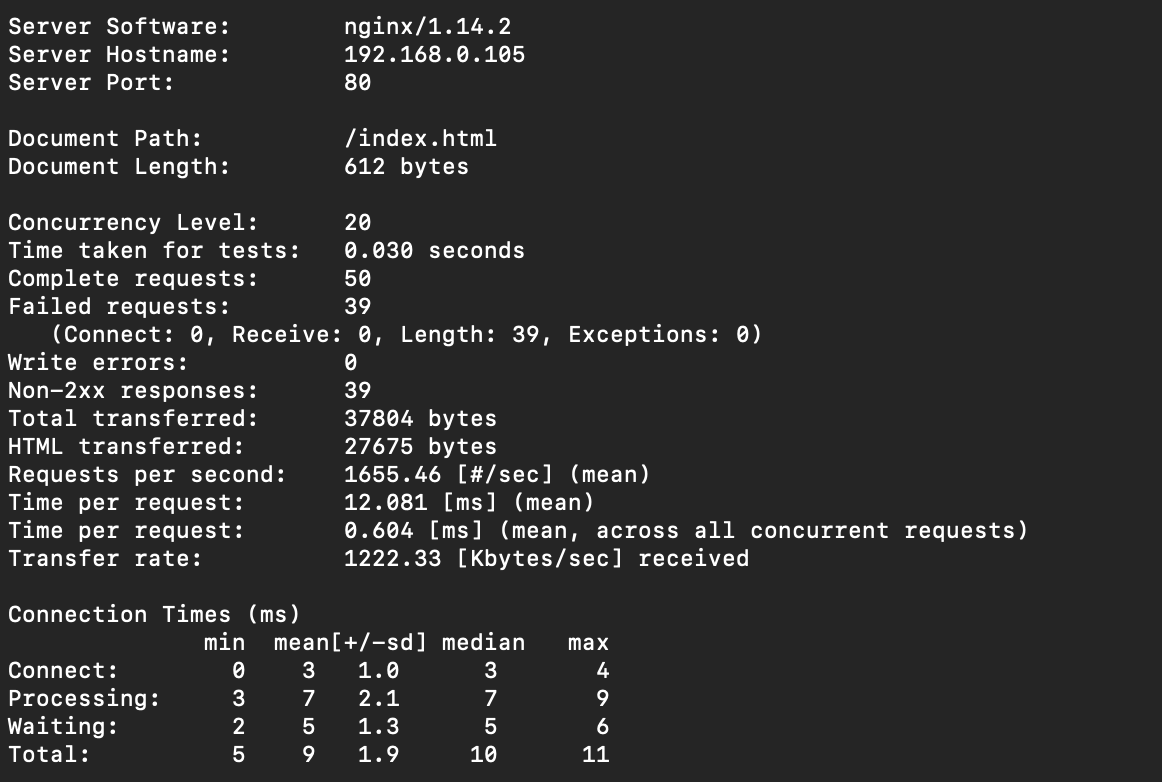 Server Software:        nginx/1.14.2
Server Hostname:        192.168.0.105
Server Port:            80

Document Path:          /index.html
Document Length:        612 bytes

Concurrency Level:      20
Time taken for tests:   0.030 seconds
Complete requests:      50
Failed requests:        39
   (Connect: 0, Receive: 0, Length: 39, Exceptions: 0)
Write errors:           0
Non-2xx responses:      39
Total transferred:      37804 bytes
HTML transferred:       27675 bytes
Requests per second:    1655.46 [#/sec] (mean)
Time per request:       12.081 [ms] (mean)
Time per request:       0.604 [ms] (mean, across all concurrent requests)
Transfer rate:          1222.33 [Kbytes/sec] received

Connection Times (ms)
              min  mean[+/-sd] median   max
Connect:        0    3   1.0      3       4
Processing:     3    7   2.1      7       9
Waiting:        2    5   1.3      5       6
Total:          5    9   1.9     10      11